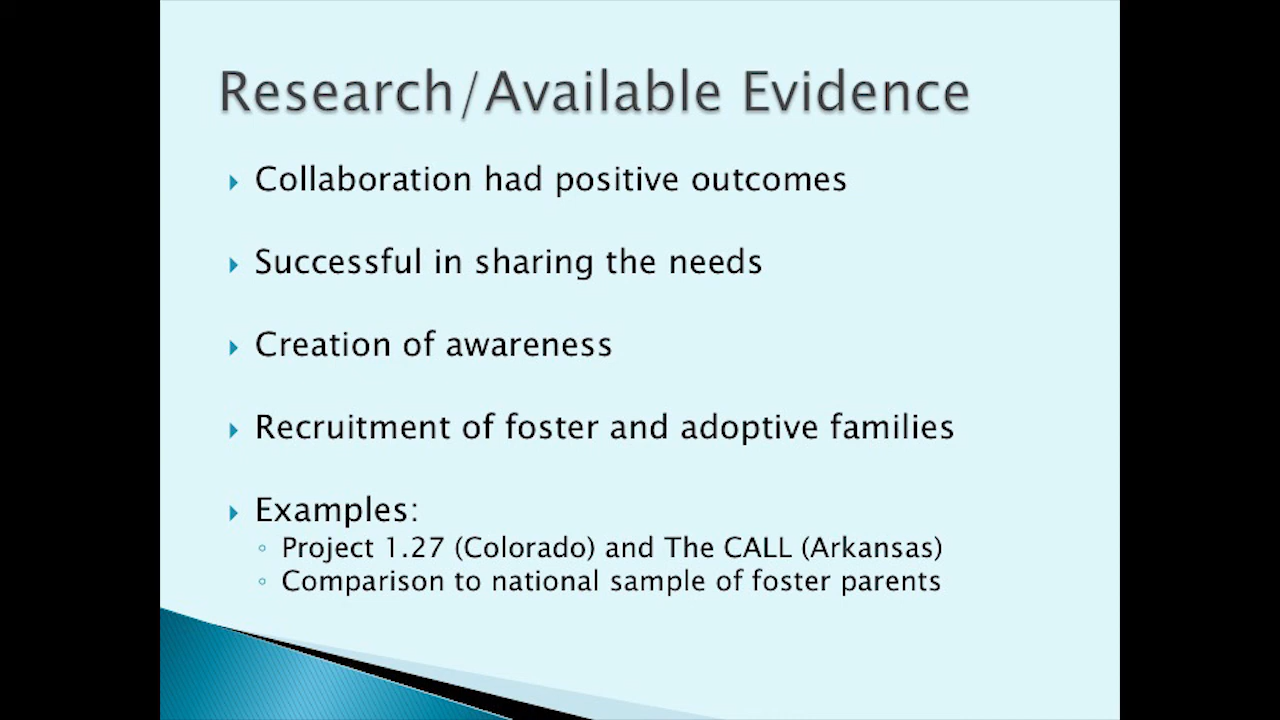 Research/Available Evidence
Collaboration had positive outcomes
Successful in sharing the needs
Creation of awareness
Recruitment of foster and adoptive families
Examples:
Project 1.27 (Colorado) and The CALL (Arkansas)
Comparison to national sample of foster parents